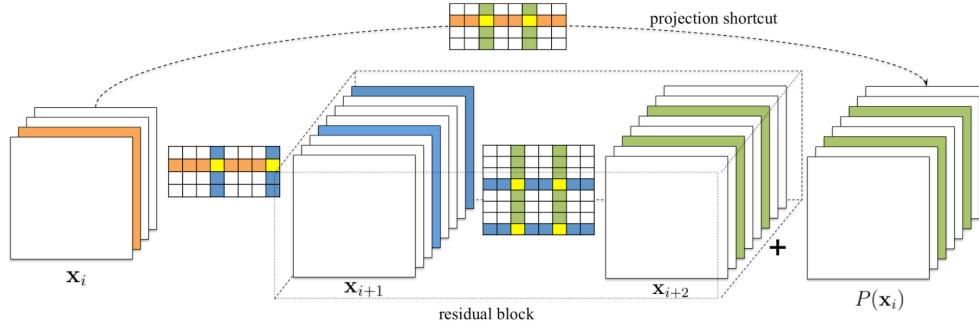 projection shortcut
x_i
x_{i+1}
x_{i+2}
+
P(x_i)
residual block